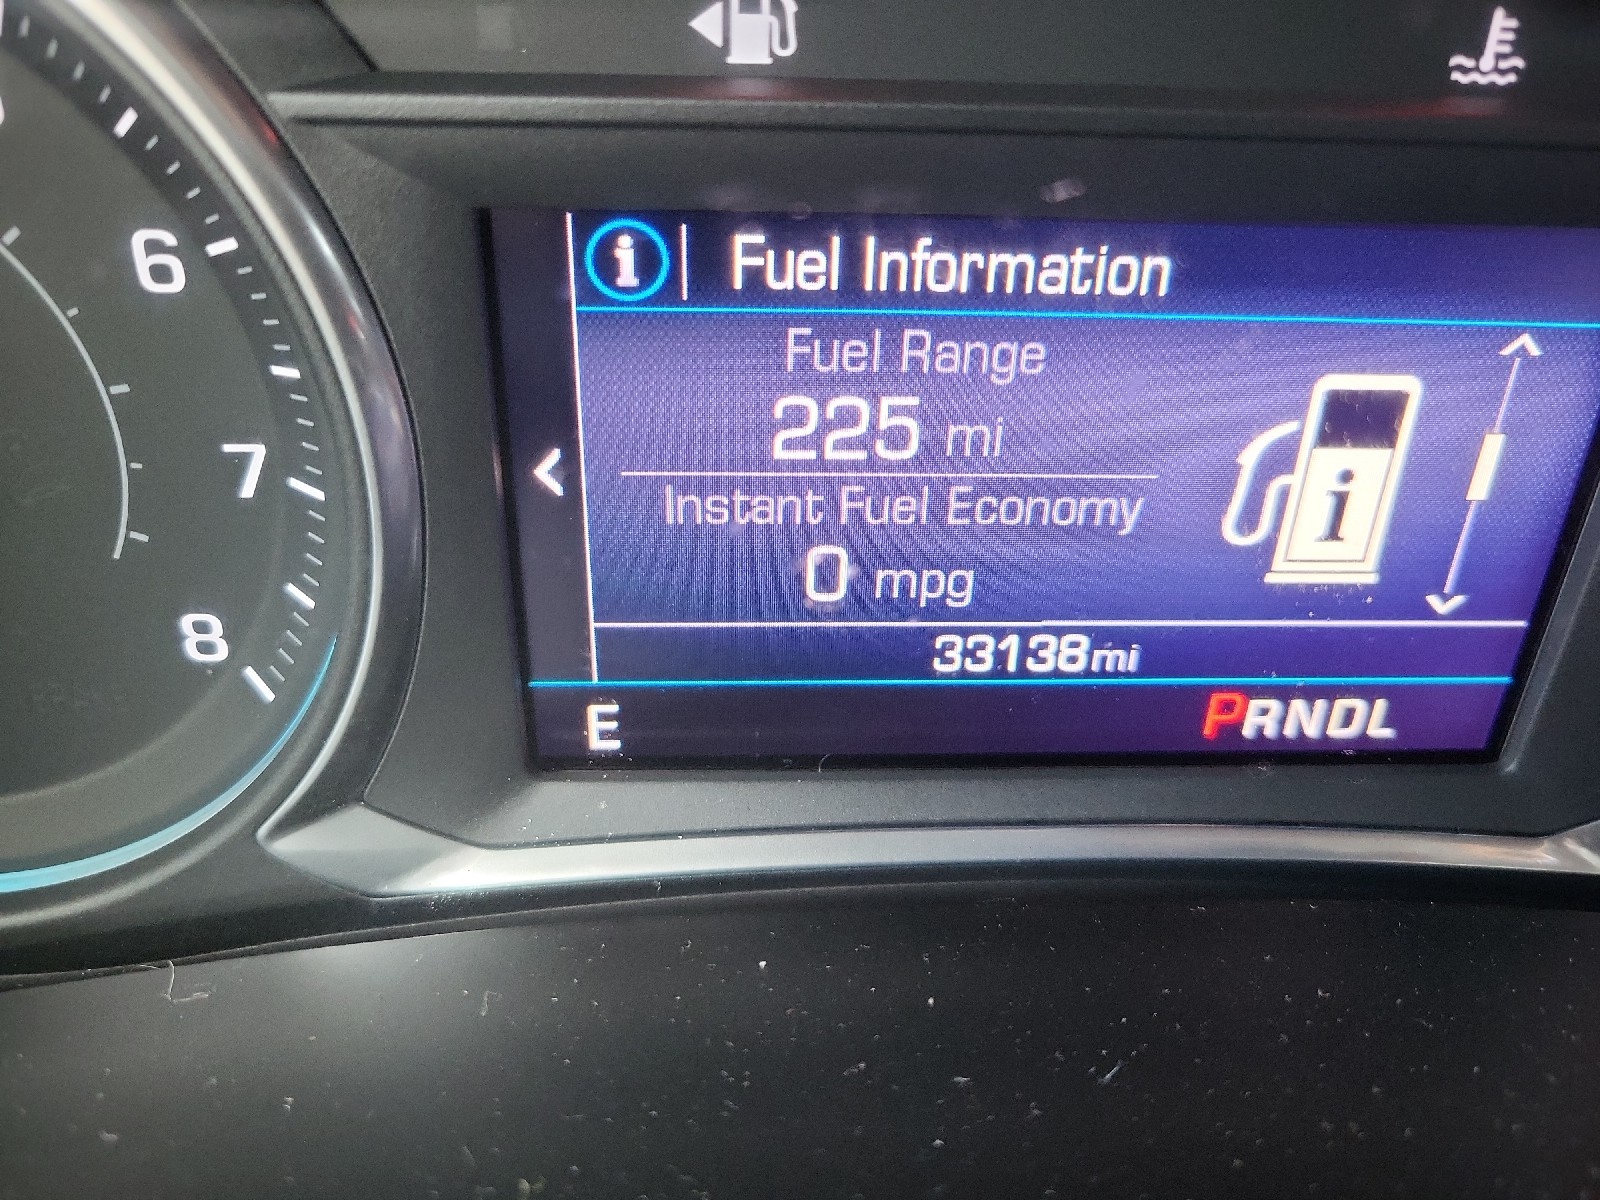 6
7
8
i Fuel Information
Fuel Range
225 mi
Instant Fuel Economy
0 mpg
i
33138mi
E
PRNDL